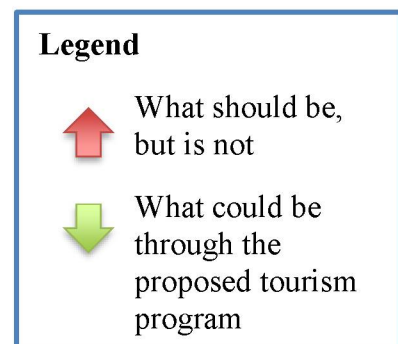 Legend
What should be,
but is not
What could be
through the
proposed tourism
program